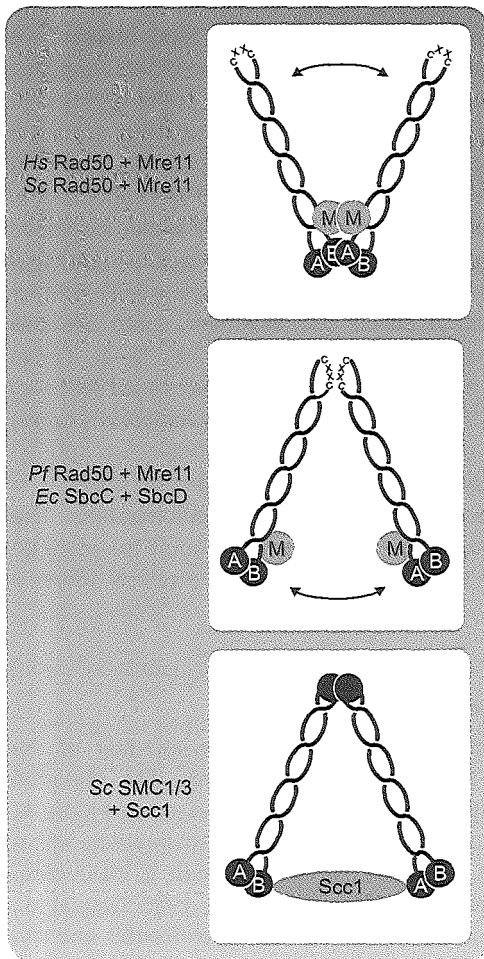 Hs Rad50 + Mre11
Sc Rad50 + Mre11
C X X C
C X X C
M M
A B A B
Pf Rad50 + Mre11
Ec SbcC + SbcD
C X X C
C X X C
M M
A B A B
Sc SMC1/3
+ Scc1
A B Scc1 A B